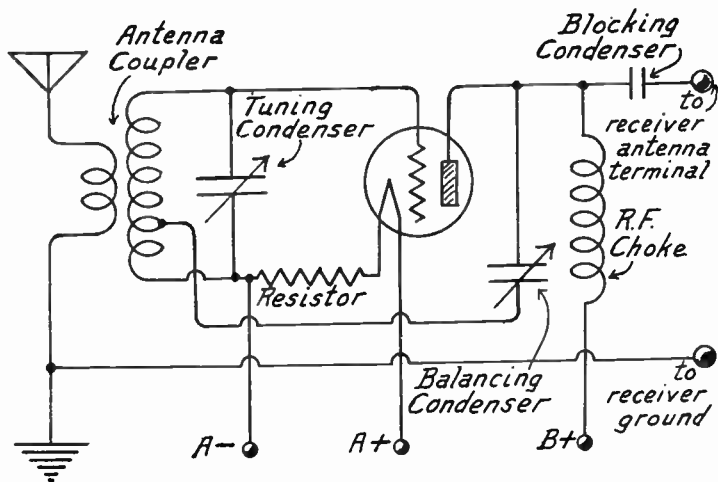 Antenna
Coupler
Blocking
Condenser
Tuning
Condenser
to
receiver
antenna
terminal
R.F.
Choke
Resistor
Balancing
Condenser
to
receiver
ground
A-
A+
B+